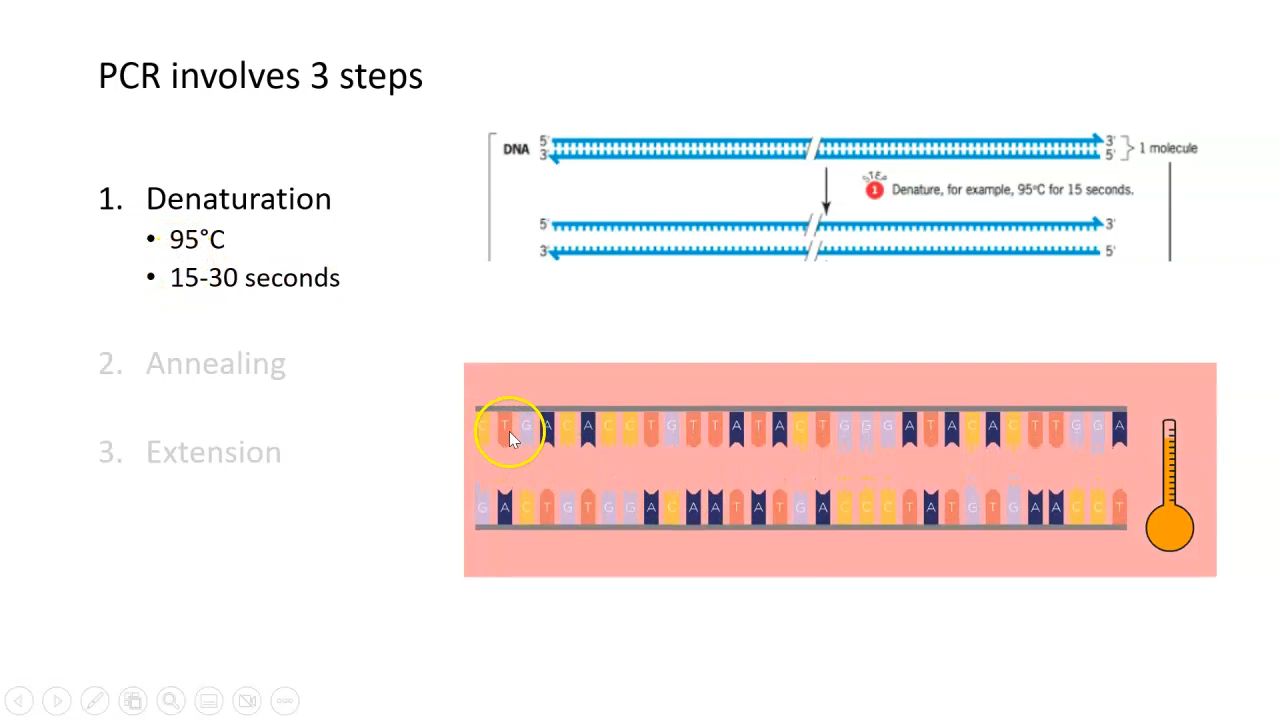 PCR involves 3 steps
1. Denaturation
• 95°C
• 15-30 seconds
2. Annealing
3. Extension
DNA
5' 3'
3' 5'
1 molecule
STEP
1 Denature, for example, 95°C for 15 seconds.
5' 3'
3' 5'
C T G A C A C C T G T T A T A C T G G G A T A C A C T T G G A
G A C T G T G G A C A A T A T G A C C C T A T G T G A A C C T